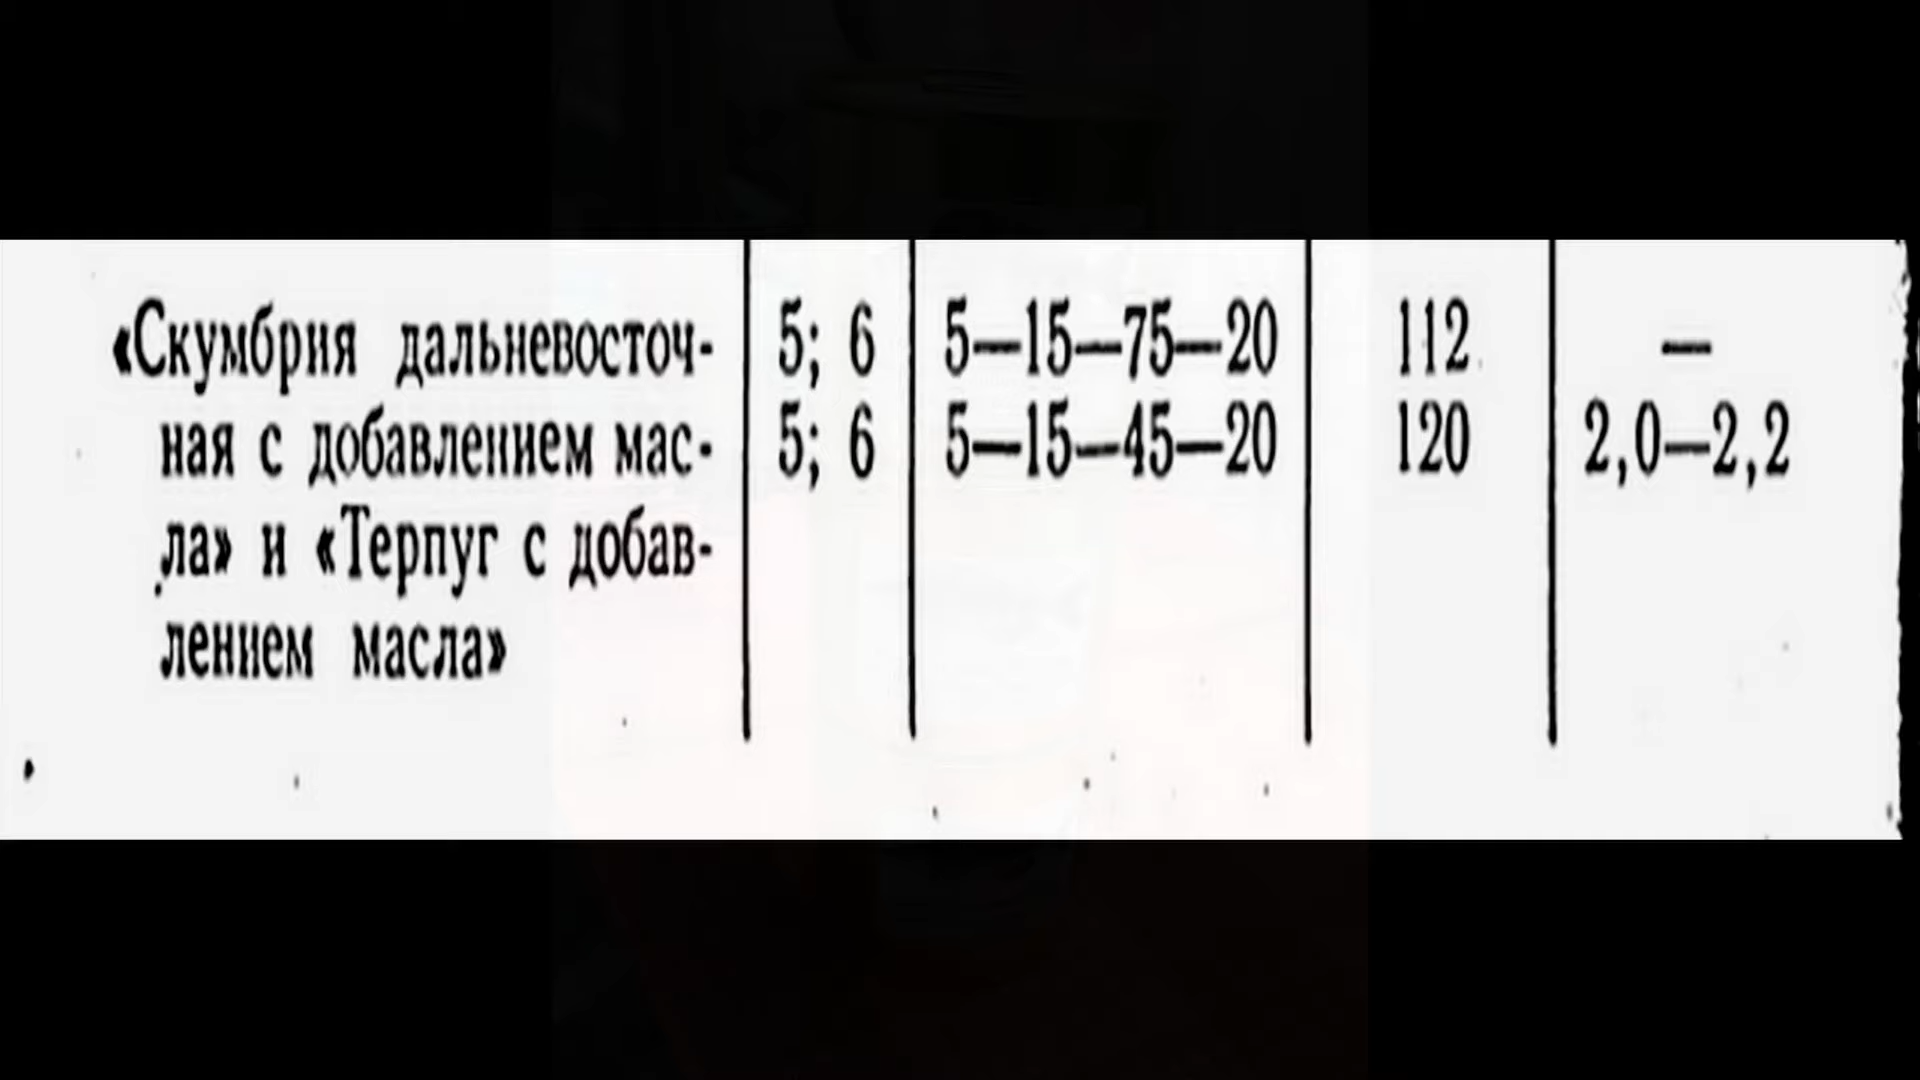 «Скумбрия дальневосточ- 5; 6 5—15—75—20 112 —
ная с добавлением мас- 5; 6 5—15—45—20 120 2,0—2,2
ла» и «Терпуг с добав-
лением масла»